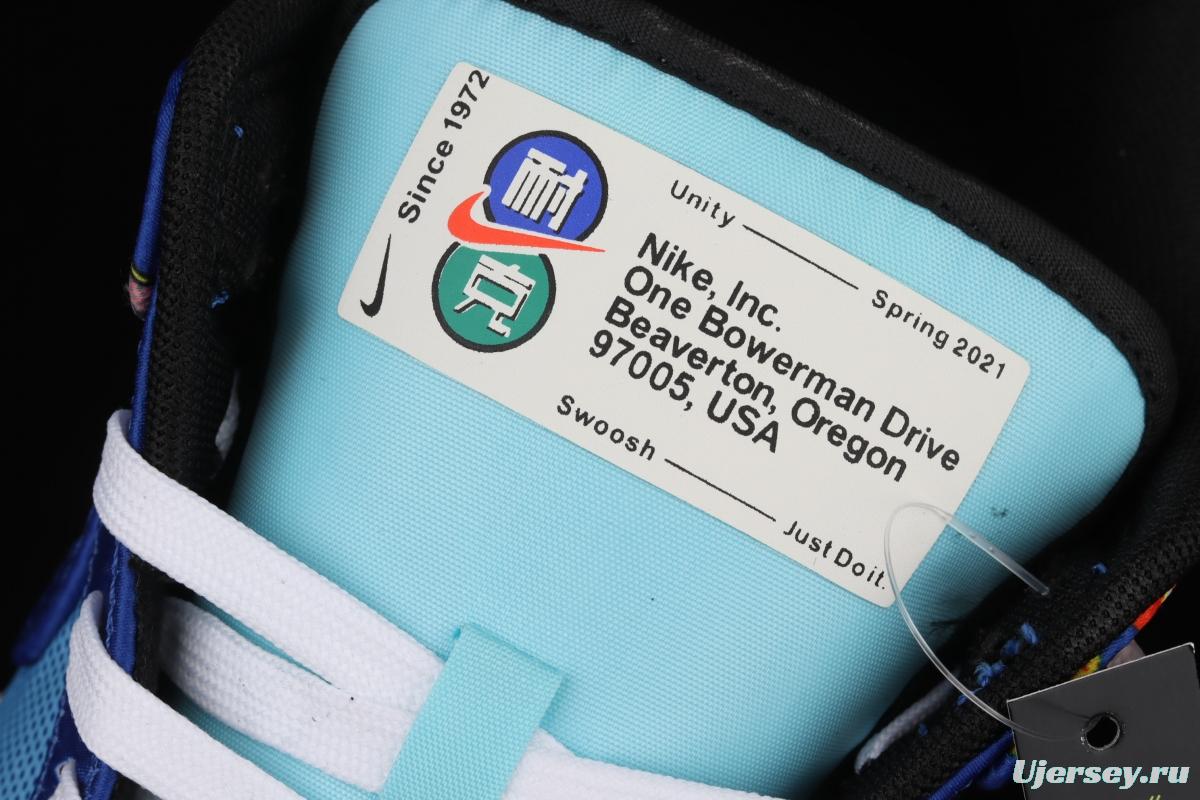 Since 1972
耐
克
Unity Spring 2021
Nike, Inc.
One Bowerman Drive
Beaverton, Oregon
97005, USA
Swoosh Just Do it.
Ujersey.ru